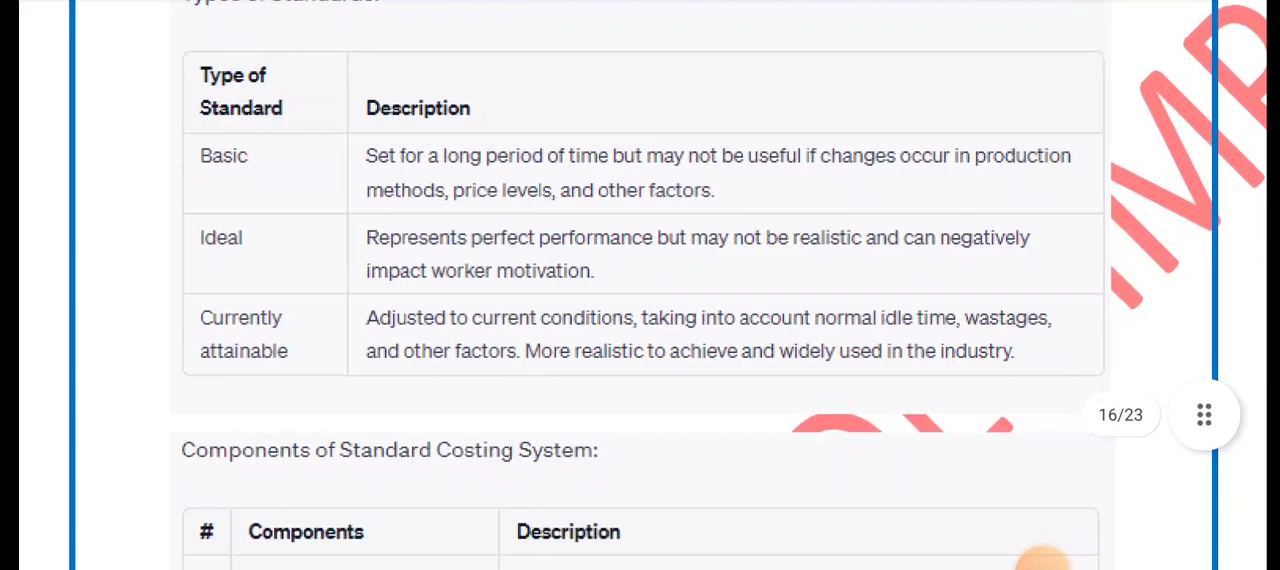 Type of
Standard
Description
Basic
Set for a long period of time but may not be useful if changes occur in production
methods, price levels, and other factors.
Ideal
Represents perfect performance but may not be realistic and can negatively
impact worker motivation.
Currently
attainable
Adjusted to current conditions, taking into account normal idle time, wastages,
and other factors. More realistic to achieve and widely used in the industry.
16/23
Components of Standard Costing System:
#
Components
Description